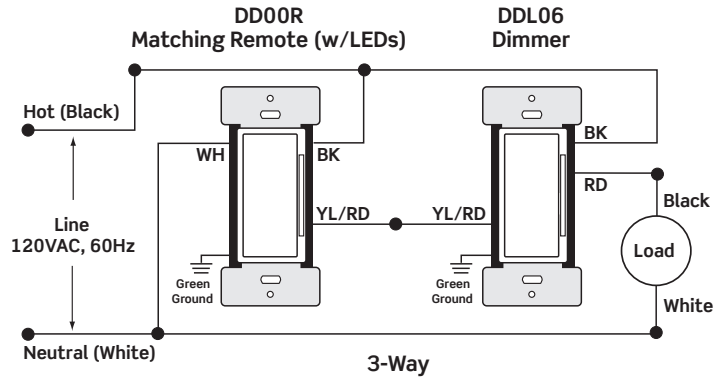 DD00R
Matching Remote (w/LEDs)
DDL06
Dimmer
Hot (Black)
WH
BK
BK
RD
Black
YL/RD
YL/RD
Line
120VAC, 60Hz
Load
Green
Ground
Green
Ground
White
Neutral (White)
3-Way